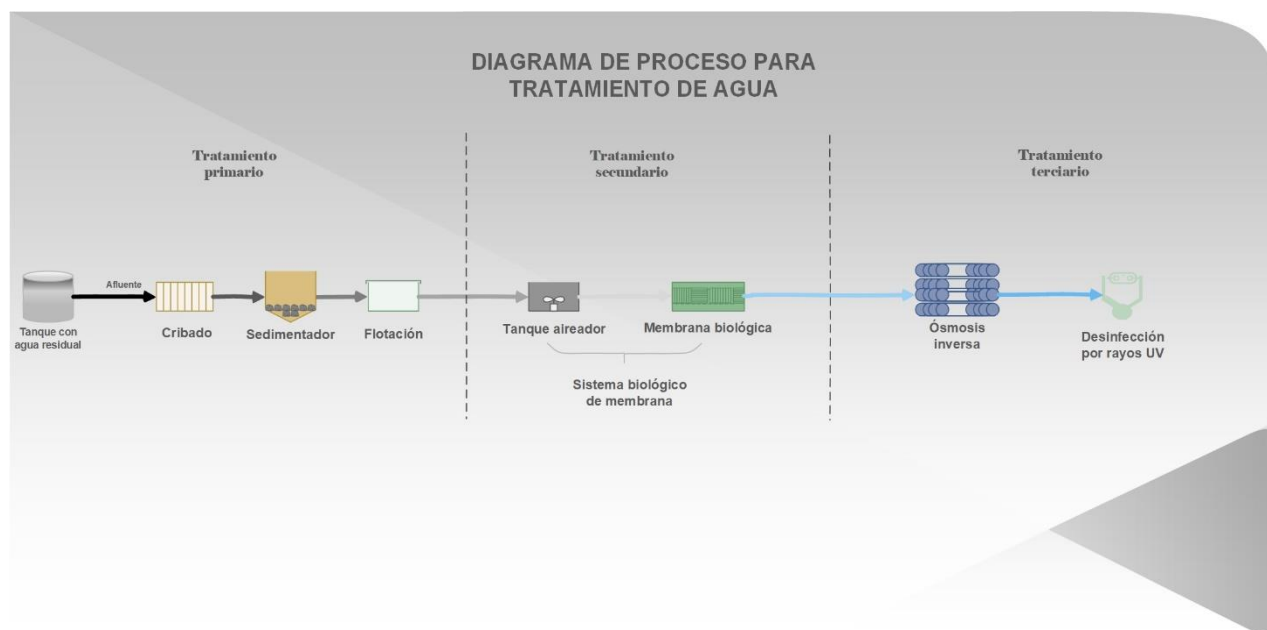 DIAGRAMA DE PROCESO PARA
TRATAMIENTO DE AGUA
Tratamiento
primario
Tratamiento
secundario
Tratamiento
terciario
Afluente
Tanque con
agua residual
Cribado
Sedimentador
Flotación
Tanque aireador
Membrana biológica
Sistema biológico
de membrana
Ósmosis
inversa
Desinfección
por rayos UV